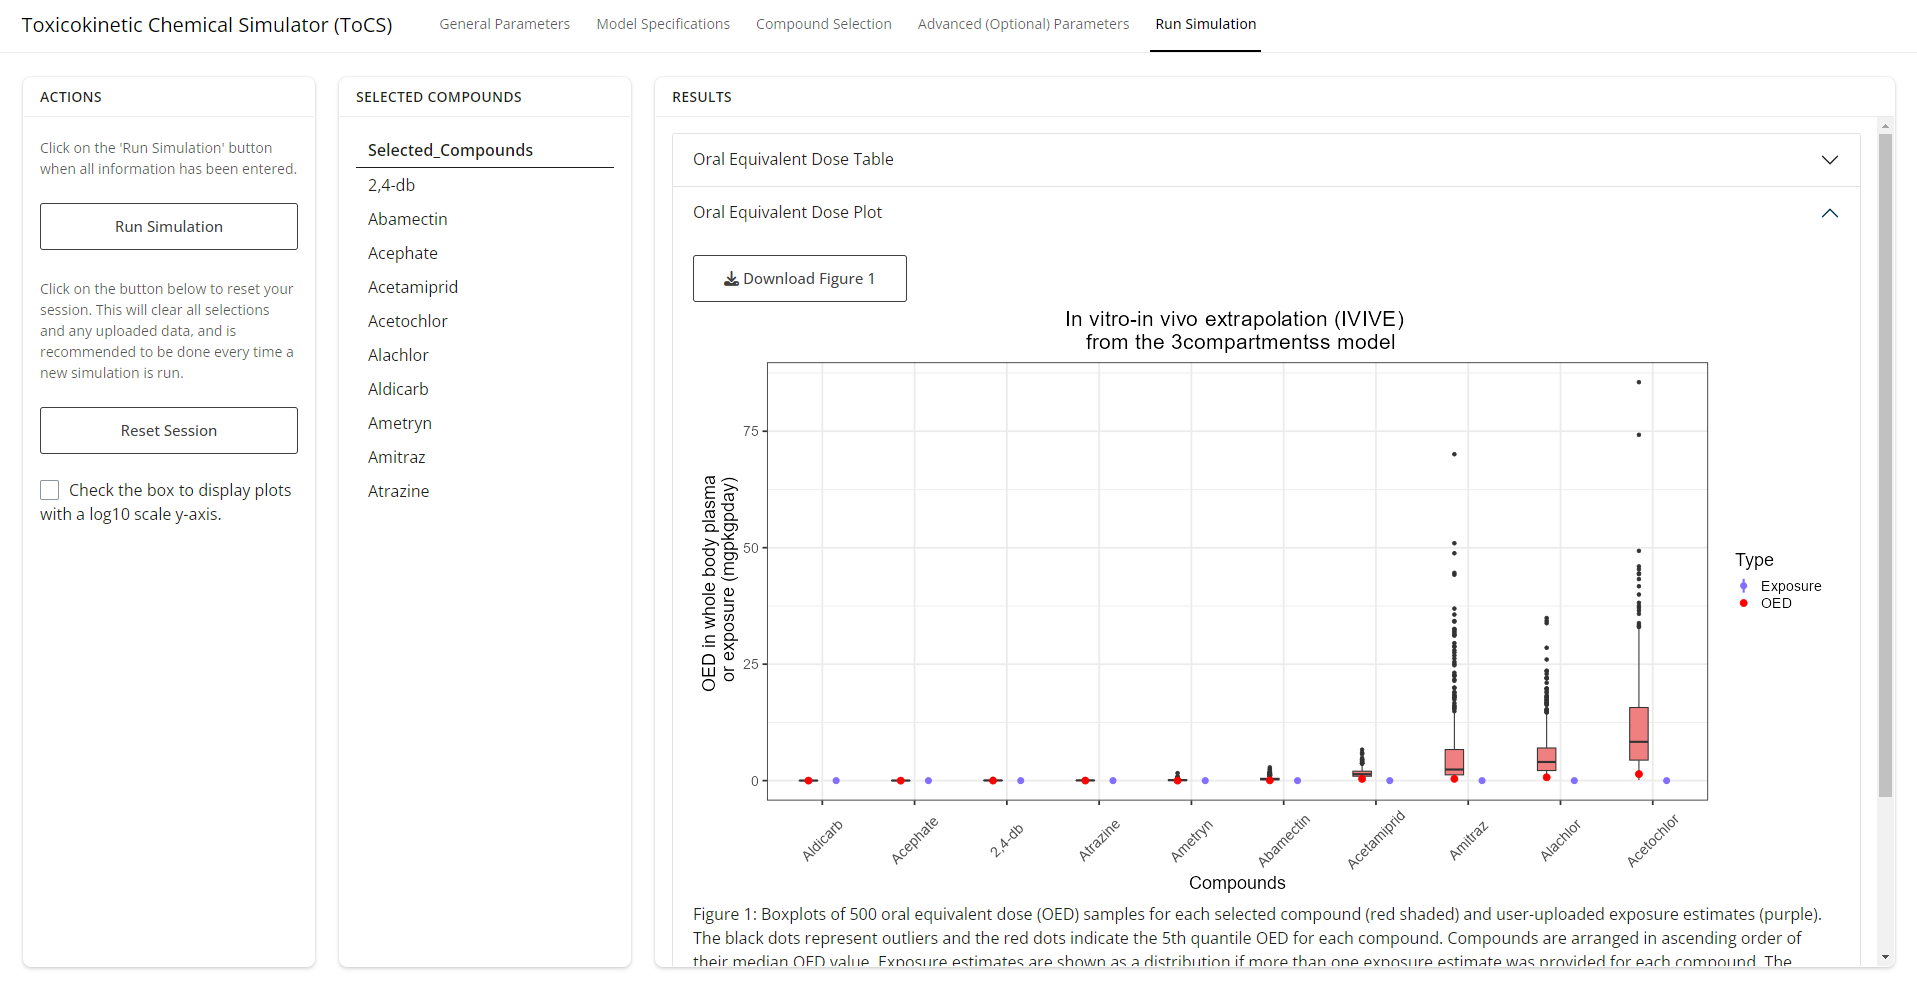 Toxicokinetic Chemical Simulator (ToCS)
General Parameters
Model Specifications
Compound Selection
Advanced (Optional) Parameters
Run Simulation
ACTIONS
Click on the 'Run Simulation' button
when all information has been entered.
Run Simulation
Click on the button below to reset your
session. This will clear all selections
and any uploaded data, and is
recommended to be done every time a
new simulation is run.
Reset Session
Check the box to display plots
with a log10 scale y-axis.
SELECTED COMPOUNDS
Selected_Compounds
2,4-db
Abamectin
Acephate
Acetamiprid
Acetochlor
Alachlor
Aldicarb
Ametryn
Amitraz
Atrazine
RESULTS
Oral Equivalent Dose Table
Oral Equivalent Dose Plot
Download Figure 1
In vitro-in vivo extrapolation (IVIVE)
from the 3compartmentss model
OED in whole body plasma
or exposure (mgpkgpday)
75
50
25
0
Aldicarb
Acephate
2,4-db
Atrazine
Ametryn
Abamectin
Acetamiprid
Amitraz
Alachlor
Acetochlor
Compounds
Type
Exposure
OED
Figure 1: Boxplots of 500 oral equivalent dose (OED) samples for each selected compound (red shaded) and user-uploaded exposure estimates (purple).
The black dots represent outliers and the red dots indicate the 5th quantile OED for each compound. Compounds are arranged in ascending order of
their median OED value. Exposure estimates are shown as a distribution if more than one exposure estimate was provided for each compound. The